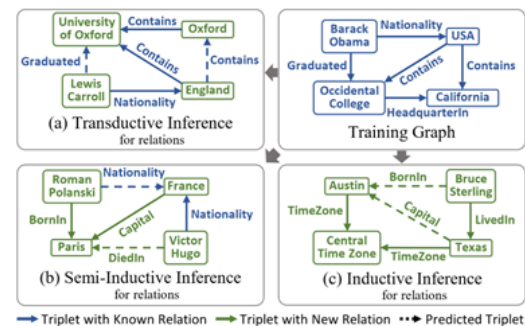 University
of Oxford
Contains
Oxford
Graduated
Contains
Contains
Lewis
Carroll
Nationality
England
(a) Transductive Inference
for relations
Barack
Obama
Nationality
USA
Graduated
Contains
Contains
Occidental
College
HeadquarterIn
California
Training Graph
Roman
Polanski
Nationality
France
BornIn
Capital
Nationality
Paris
DiedIn
Victor
Hugo
(b) Semi-Inductive Inference
for relations
Austin
BornIn
Bruce
Sterling
TimeZone
Capital
LivedIn
Central
Time Zone
TimeZone
Texas
(c) Inductive Inference
for relations
Triplet with Known Relation
Triplet with New Relation
Predicted Triplet